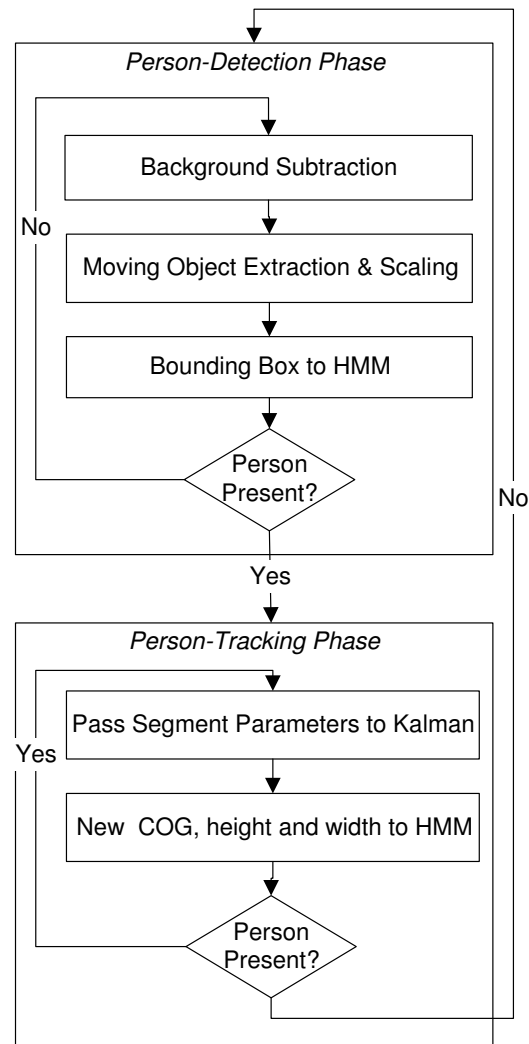 Person-Detection Phase
Background Subtraction
No
Moving Object Extraction & Scaling
Bounding Box to HMM
Person
Present?
No
Yes
Person-Tracking Phase
Pass Segment Parameters to Kalman
Yes
New COG, height and width to HMM
Person
Present?